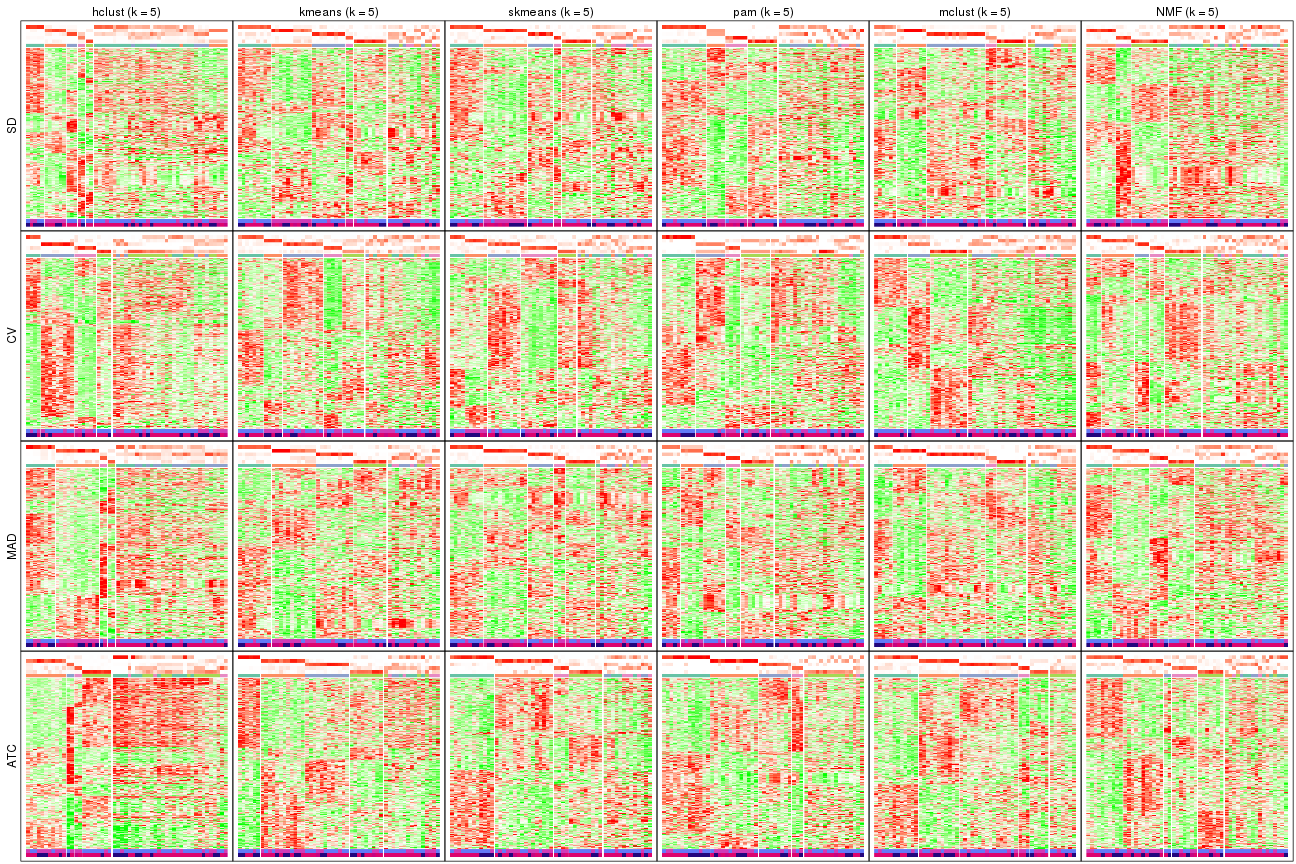 hclust (k = 5) kmeans (k = 5) skmeans (k = 5) pam (k = 5) mclust (k = 5) NMF (k = 5)
SD
CV
MAD
ATC